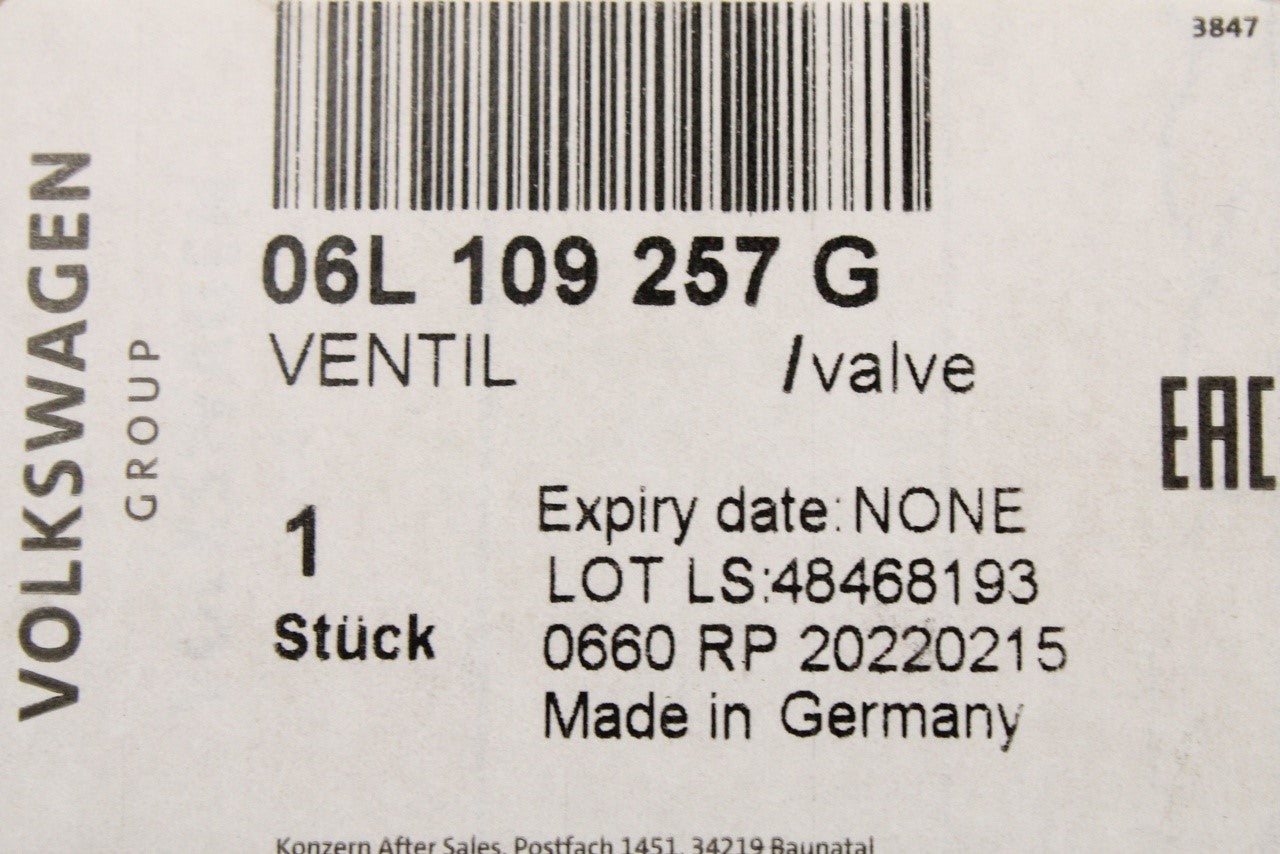 3847
VOLKSWAGEN
GROUP
06L 109 257 G
VENTIL /valve
EAC
1
Stück
Expiry date: NONE
LOT LS:48468193
0660 RP 20220215
Made in Germany
Konzern After Sales, Postfach 1451, 34219 Baunatal